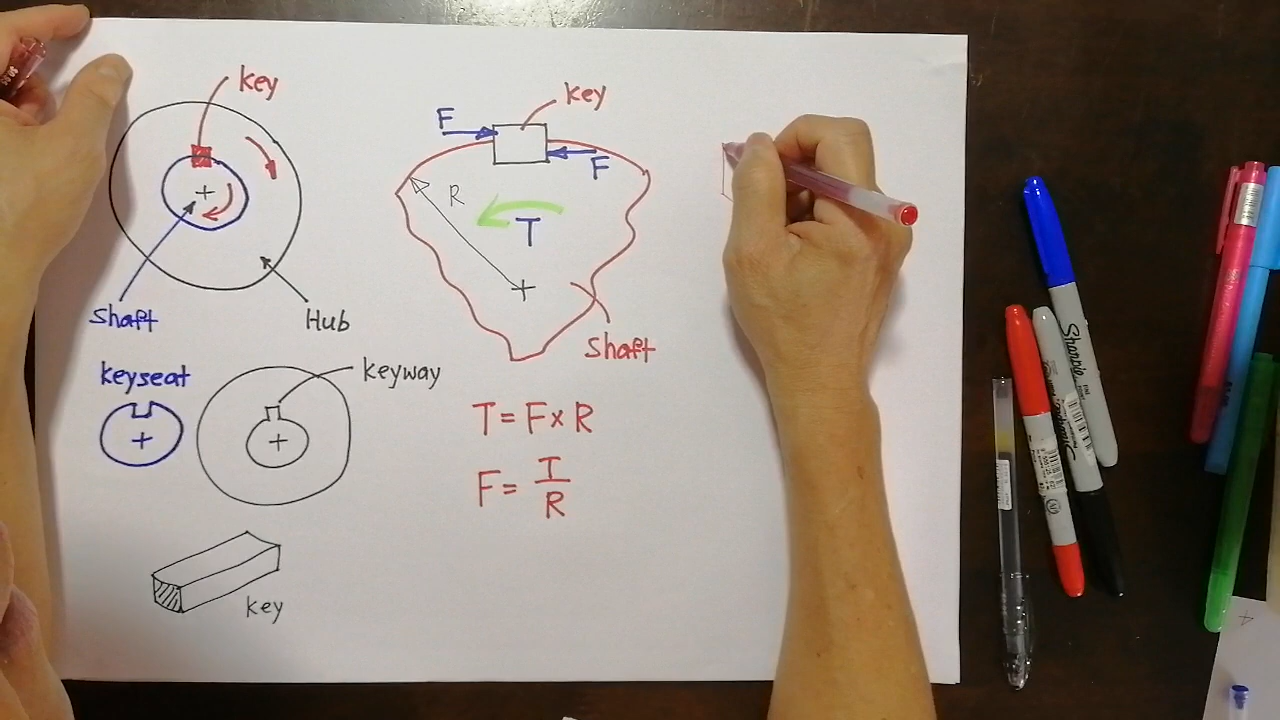 key
Shaft
Hub
keyseat
keyway
key
F
key
F
R
T
Shaft
T = F x R
F = T
R
Sharpie